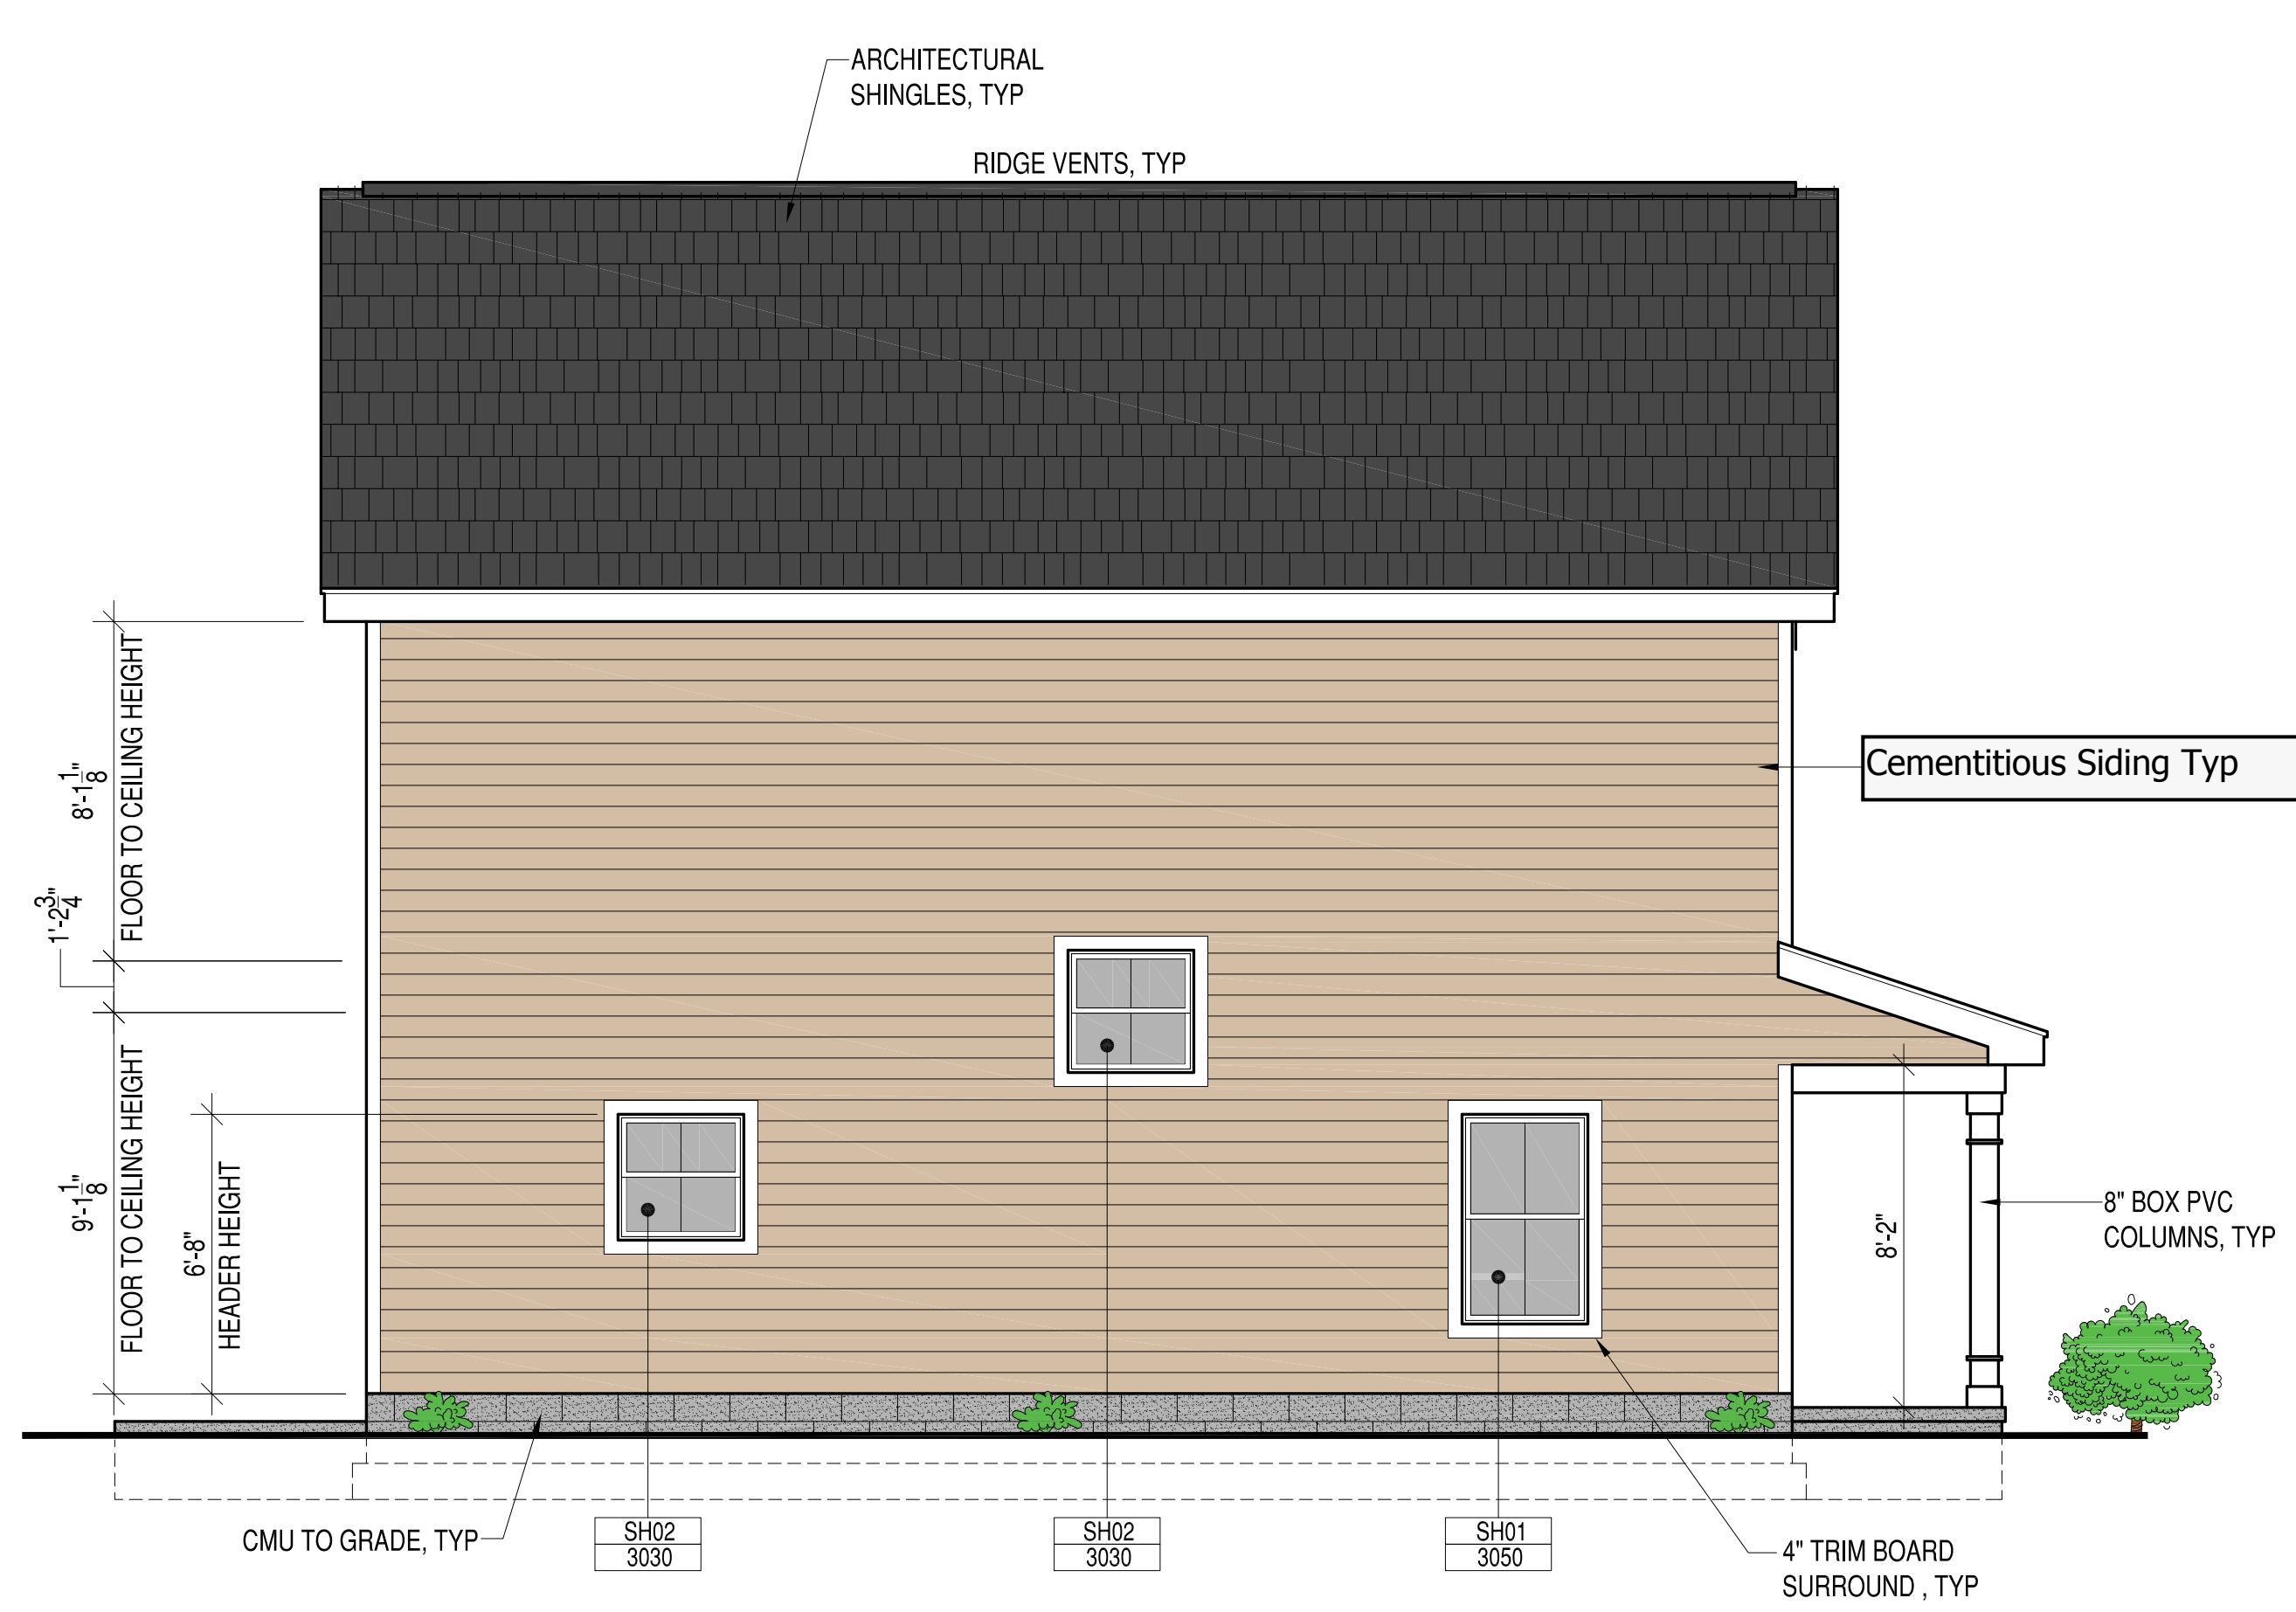 ARCHITECTURAL
SHINGLES, TYP
RIDGE VENTS, TYP
8'-1 1/8"
FLOOR TO CEILING HEIGHT
Cementitious Siding Typ
1'-2 3/4"
9'-1 1/8"
FLOOR TO CEILING HEIGHT
6'-8"
HEADER HEIGHT
8'-2"
8" BOX PVC
COLUMNS, TYP
CMU TO GRADE, TYP
SH02
3030
SH02
3030
SH01
3050
4" TRIM BOARD
SURROUND , TYP